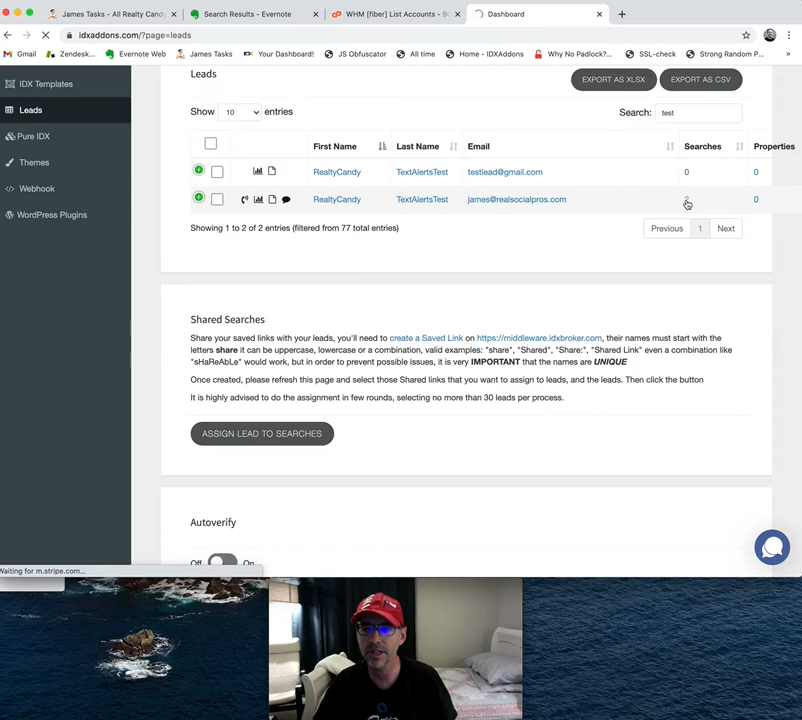 James Tasks - All Realty Candy
Search Results - Evernote
WHM [fiber] List Accounts - 9
Dashboard
idxaddons.com/?page=leads
Gmail
Zendesk...
Evernote Web
James Tasks
Your Dashboard!
JS Obfuscator
All time
Home - IDXAddons
Why No Padlock?...
SSL-check
Strong Random P...
»
IDX Templates
Leads
Pure IDX
Themes
Webhook
WordPress Plugins
Leads
EXPORT AS XLSX
EXPORT AS CSV
Show 10 entries
Search: test
First Name Last Name Email Searches Properties
RealtyCandy TextAlertsTest testlead@gmail.com 0 0
RealtyCandy TextAlertsTest james@realsocialpros.com 0
Showing 1 to 2 of 2 entries (filtered from 77 total entries)
Previous 1 Next
Shared Searches
Share your saved links with your leads, you'll need to create a Saved Link on https://middleware.idxbroker.com, their names must start with the
letters share it can be uppercase, lowercase or a combination, valid examples: "share", "Shared", "Share:", "Shared Link" even a combination like
"sHaReAbLe" would work, but in order to prevent possible issues, it is very IMPORTANT that the names are UNIQUE
Once created, please refresh this page and select those Shared links that you want to assign to leads, and the leads. Then click the button
It is highly advised to do the assignment in few rounds, selecting no more than 30 leads per process.
ASSIGN LEAD TO SEARCHES
Autoverify
Off On
Waiting for m.stripe.com...